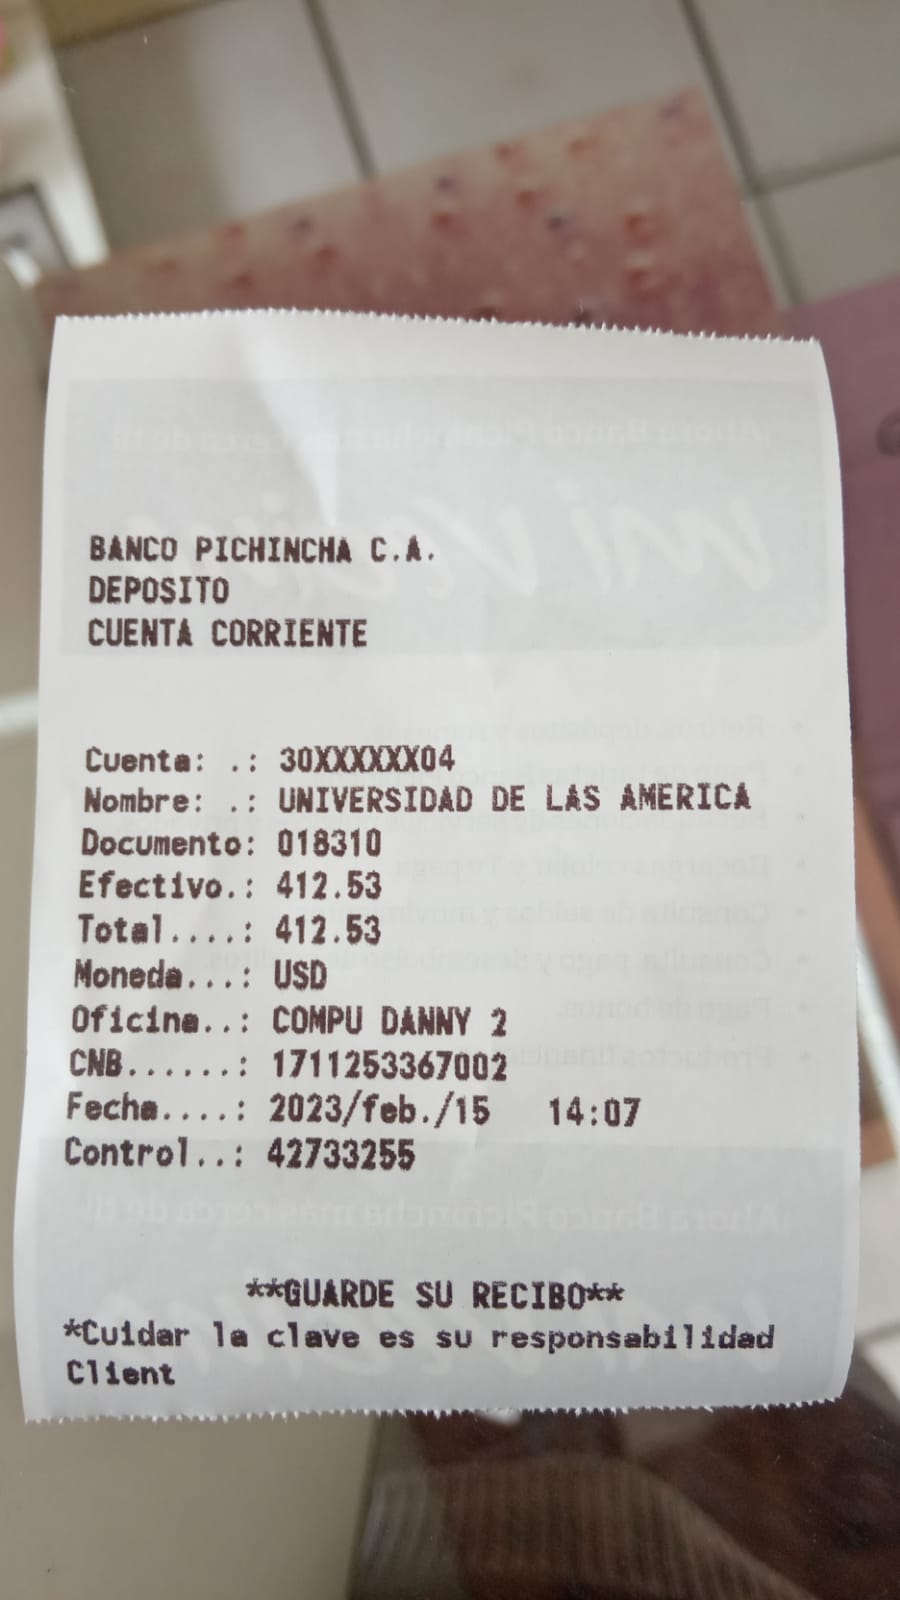 BANCO PICHINCHA C.A.
DEPOSITO
CUENTA CORRIENTE
Cuenta: .: 30XXXXXX04
Nombre: .: UNIVERSIDAD DE LAS AMERICA
Documento: 018310
Efectivo.: 412.53
Total....: 412.53
Moneda...: USD
Oficina..: COMPU DANNY 2
CNB......: 1711253367002
Fecha....: 2023/feb./15 14:07
Control..: 42733255
**GUARDE SU RECIBO**
*Cuidar la clave es su responsabilidad
Client